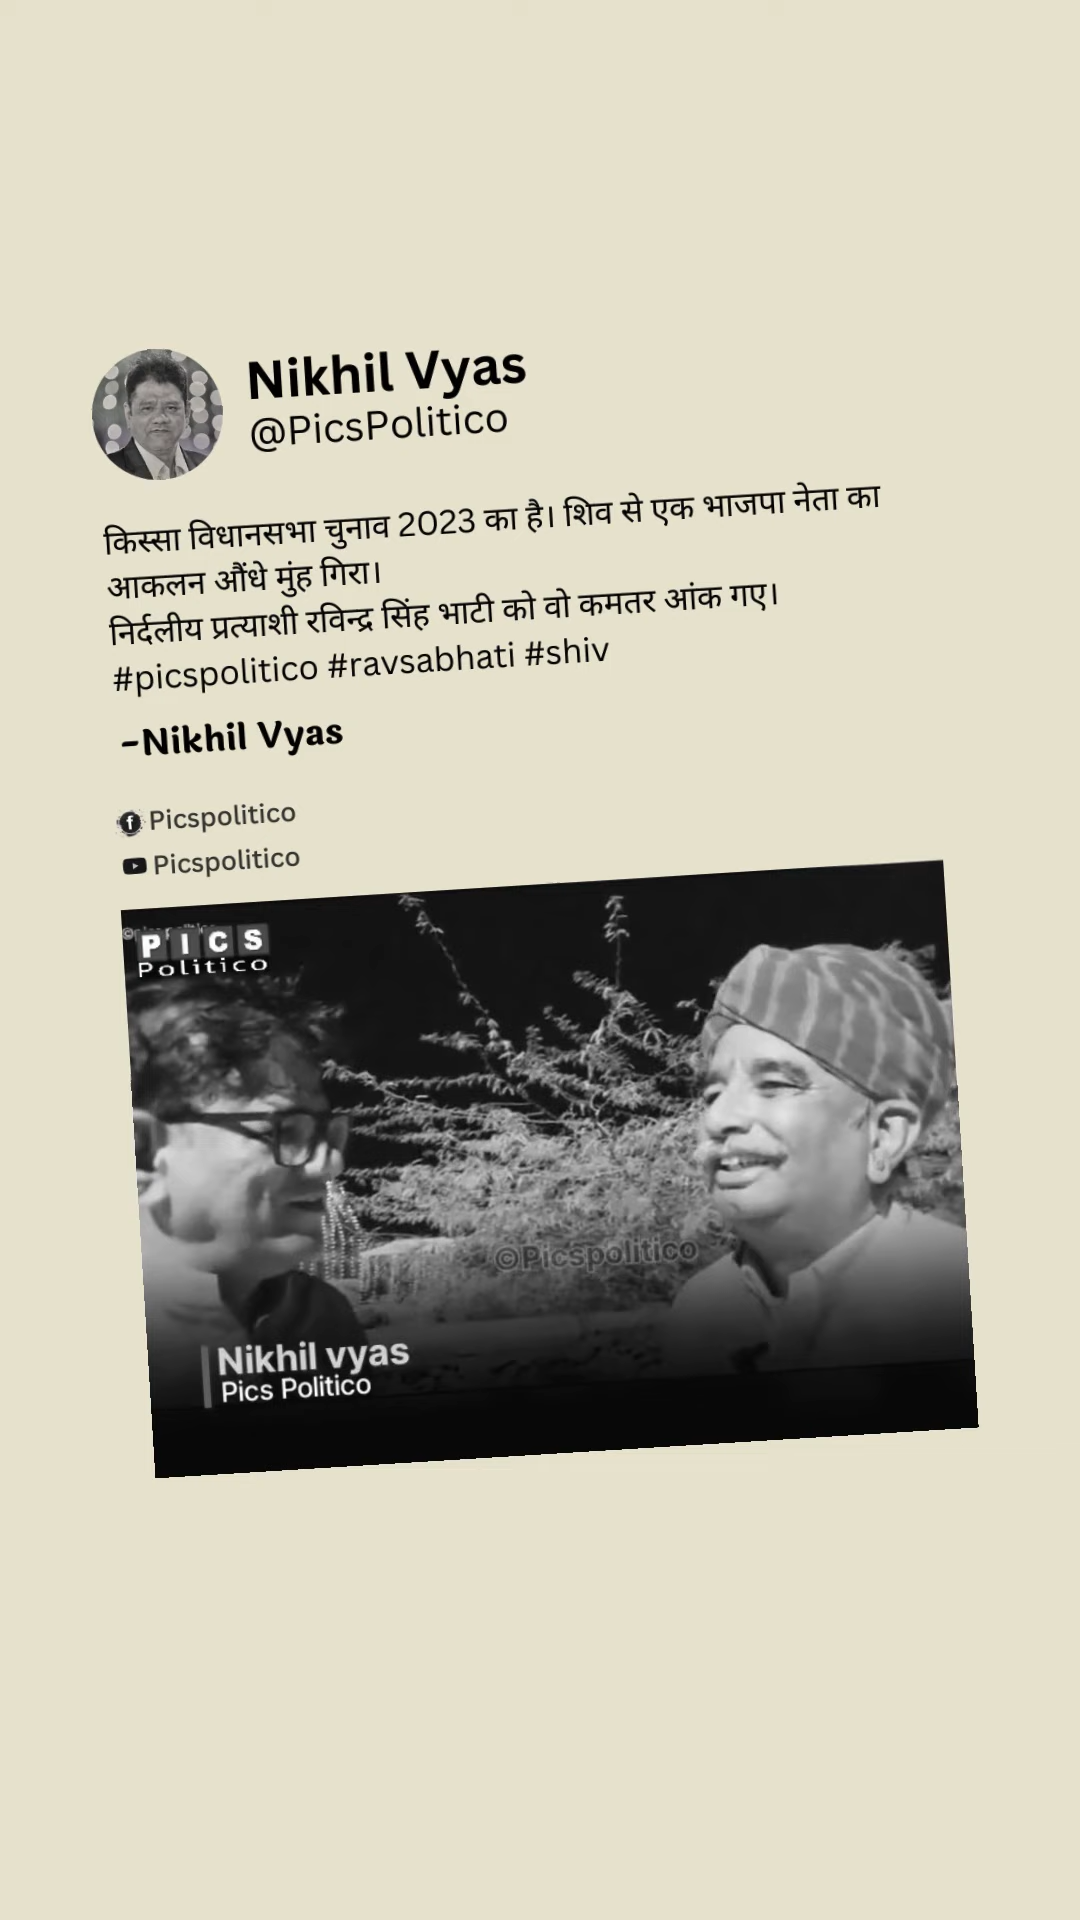 Nikhil Vyas
@PicsPolitico
किस्सा विधानसभा चुनाव 2023 का है। शिव से एक भाजपा नेता का
आकलन औंधे मुंह गिरा।
निर्दलीय प्रत्याशी रविन्द्र सिंह भाटी को वो कमतर आंक गए।
#picspolitico #ravsabhati #shiv
-Nikhil Vyas
Picspolitico
Picspolitico
PICS
Politico
©Picspolitico
Nikhil vyas
Pics Politico